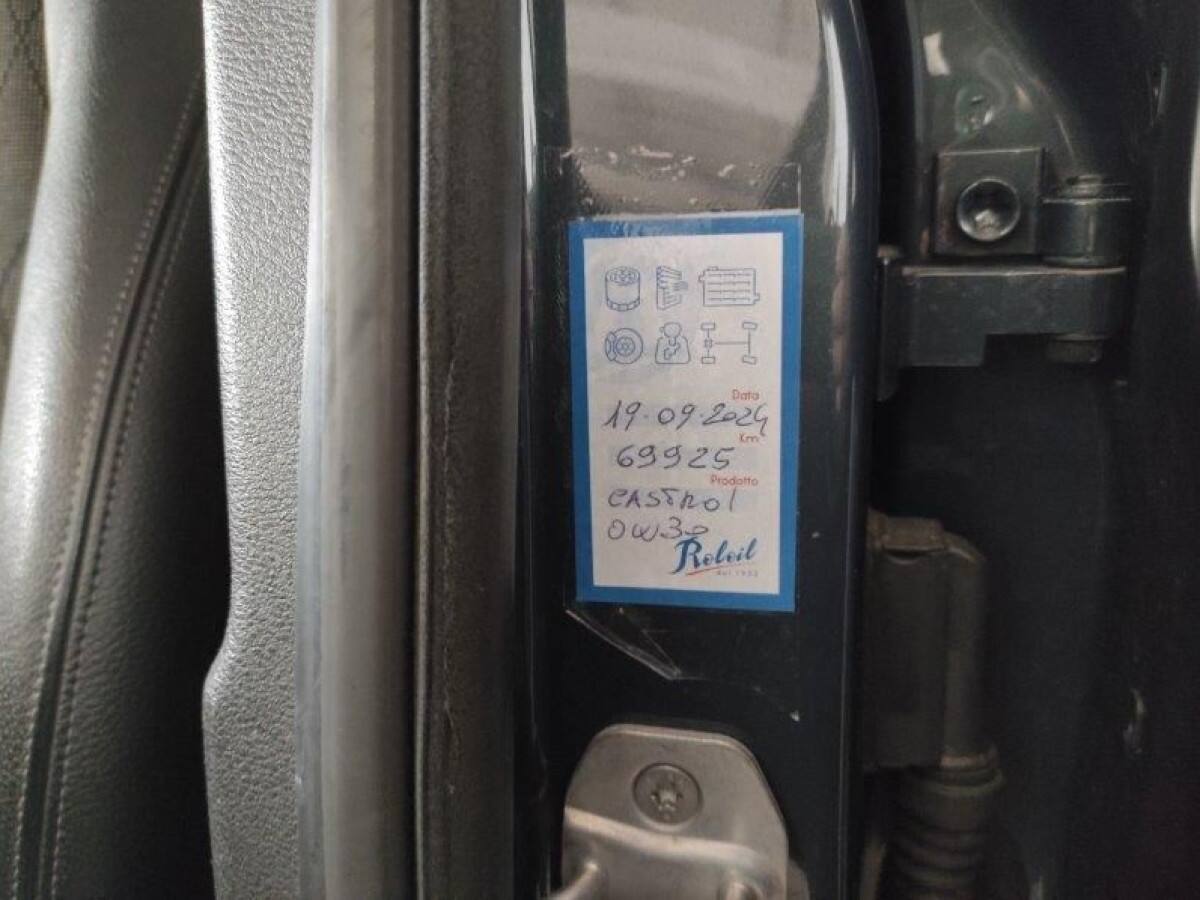 Data
19.09.2024
Km
69925
Prodotto
CASTROl
0W30
Roloil